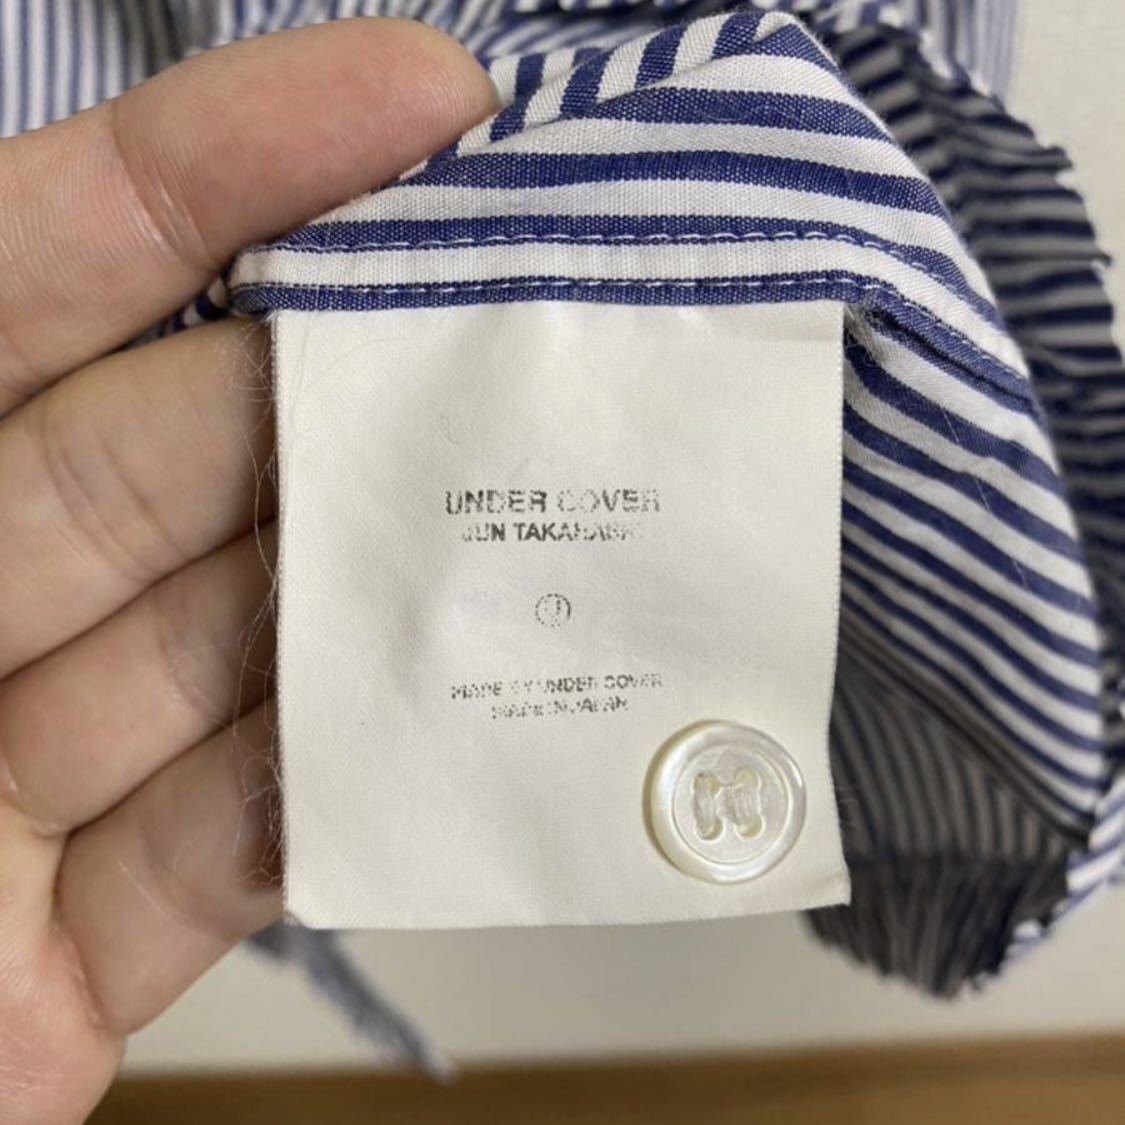 UNDER COVER
JUN TAKAHASHI
U
MADE BY UNDER COVER
MADE IN JAPAN